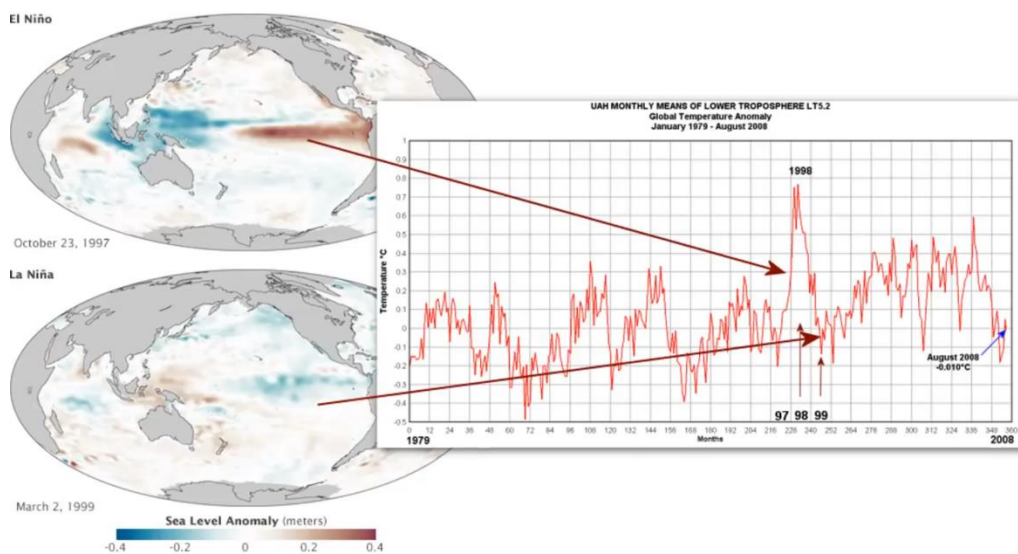 El Niño
October 23, 1997
La Niña
March 2, 1999
Sea Level Anomaly (meters)
-0.4 -0.2 0 0.2 0.4
UAH MONTHLY MEANS OF LOWER TROPOSPHERE LT5.2
Global Temperature Anomaly
January 1979 - August 2008
Temperature °C
1
0.9
0.8
0.7
0.6
0.5
0.4
0.3
0.2
0.1
0
-0.1
-0.2
-0.3
-0.4
-0.5
1998
August 2008
-0.010°C
97 98 99
0 12 24 36 48 60 72 84 96 108 120 132 144 156 168 180 192 204 216 228 240 252 264 276 288 300 312 324 336 348 360
1979 Months 2008